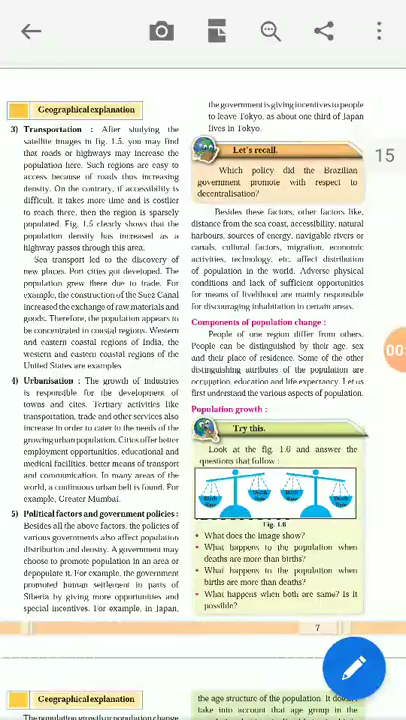 Geographical explanation
3) Transportation : After studying the
satellite images in fig. 1.5, you may find
that roads or highways may increase the
population here. Such regions are easy to
access because of roads thus increasing
density. On the contrary, if accessibility is
difficult, it takes more time and is costlier
to reach there, then the region is sparsely
populated. Fig. 1.5 clearly shows that the
population density has increased as a
highway passes through this area.
Sea transport led to the discovery of
new places. Port cities got developed. The
population grew there due to trade. For
example, the construction of the Suez Canal
increased the exchange of raw materials and
goods. Therefore, the population appears to
be concentrated in coastal regions. Western
and eastern coastal regions of India, the
western and eastern coastal regions of the
United States are examples
4) Urbanisation : The growth of industries
is responsible for the development of
towns and cites. Tertiary activities like
transportation, trade and other services also
increase in order to cater to the needs of the
growing urban population. Cities offer better
employment opportunities, educational and
medical facilities, better means of transport
and communication. In many areas of the
world, a continuous urban belt is found. For
example, Greater Mumbai.
5) Political factors and government policies :
Besides all the above factors, the policies of
various governments also affect population
distribution and density. A government may
choose to promote population in an area or
depopulate it. For example, the government
promoted human settlement in parts of
Siberia by giving more opportunities and
special incentives. For example, in Japan,
the government is giving incentives to people
to leave Tokyo, as about one third of Japan
lives in Tokyo.
Let's recall.
Which policy did the Brazilian
government promote with respect to
decentralisation?
Besides these factors, other factors like,
distance from the sea coast, accessibility, natural
harbours, sources of energy, navigable rivers or
canals, cultural factors, migration, economic
activities, technology, etc. affect distribution
of population in the world. Adverse physical
conditions and lack of sufficient opportunities
for means of livelihood are mainly responsible
for discouraging inhabitation in certain areas.
Components of population change :
People of one region differ from others.
People can be distinguished by their age, sex
and their place of residence. Some of the other
distinguishing attributes of the population are
occupation, education and life expectancy. Let us
first understand the various aspects of population.
Population growth :
Try this.
Look at the fig. 1.6 and answer the
questions that follow :
Birth Rate
Death Rate
Birth Rate
Death Rate
Fig. 1.6
• What does the image show?
• What happens to the population when
deaths are more than births?
• What happens to the population when
births are more than deaths?
• What happens when both are same? Is it
possible?
7
15
00:
Geographical explanation
The population growth or population change
the age structure of the population. It does
take into account that age group in the